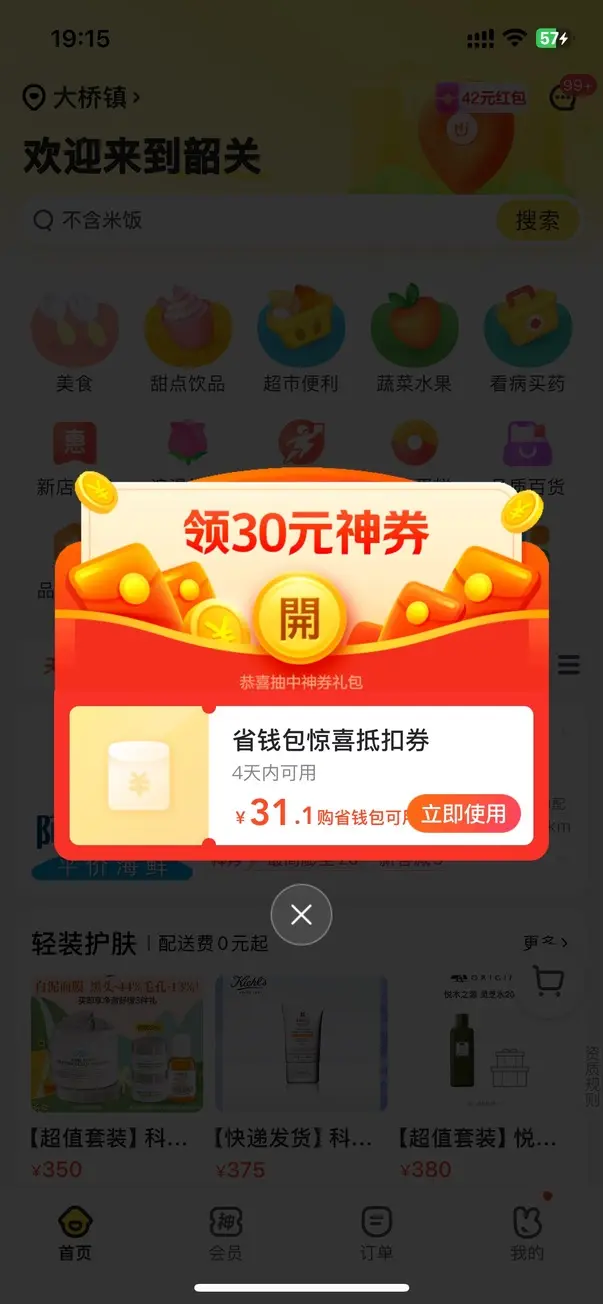 19:15
57
大桥镇
42元红包
99+
欢迎来到韶关
不含米饭
搜索
美食
甜点饮品
超市便利
蔬菜水果
看病买药
惠
新店
百货
品
领30元神券
開
恭喜抽中神券礼包
省钱包惊喜抵扣券
4天内可用
¥31.1购省钱包可用
立即使用
km
平价海鲜
轻装护肤
配送费0元起
更多
Kiehl's
ORIGIN
资质规则
【超值套装】科...
【快递发货】科...
【超值套装】悦...
¥350
¥375
¥380
首页
神
会员
订单
我的